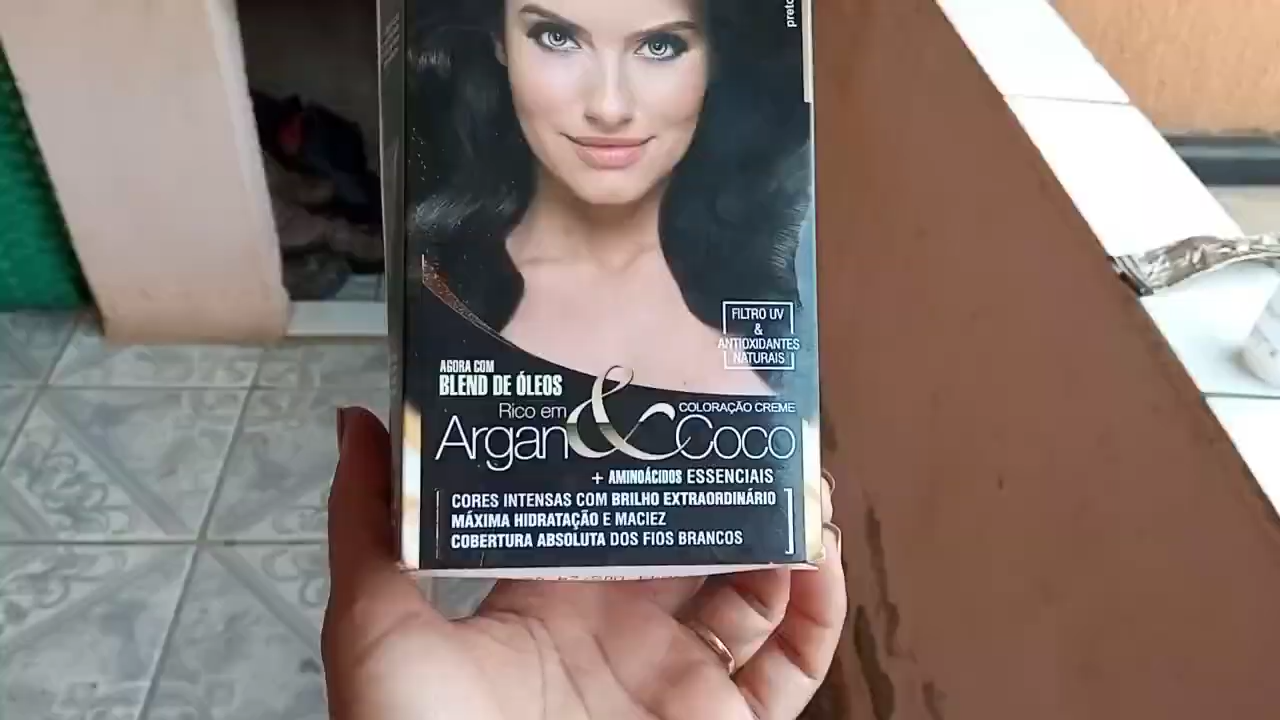 preto
FILTRO UV
&
ANTIOXIDANTES
NATURAIS
AGORA COM
BLEND DE ÓLEOS
Rico em
Argan
&
COLORAÇÃO CREME
Coco
+ AMINOÁCIDOS ESSENCIAIS
CORES INTENSAS COM BRILHO EXTRAORDINÁRIO
MÁXIMA HIDRATAÇÃO E MACIEZ
COBERTURA ABSOLUTA DOS FIOS BRANCOS